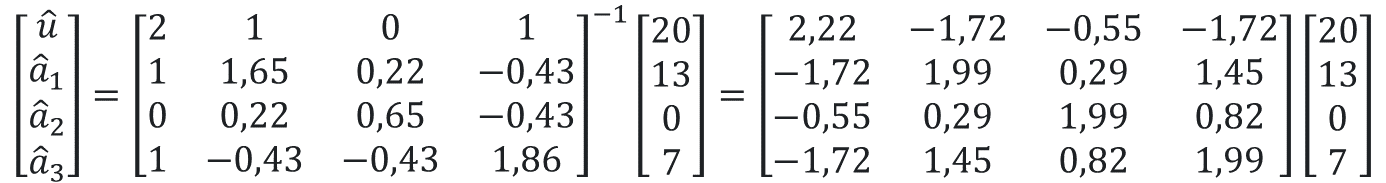 [û â₁ â₂ â₃] = [2 1 0 1; 1 1,65 0,22 −0,43; 0 0,22 0,65 −0,43; 1 −0,43 −0,43 1,86]⁻¹ [20 13 0 7] = [2,22 −1,72 −0,55 −1,72; −1,72 1,99 0,29 1,45; −0,55 0,29 1,99 0,82; −1,72 1,45 0,82 1,99] [20 13 0 7]